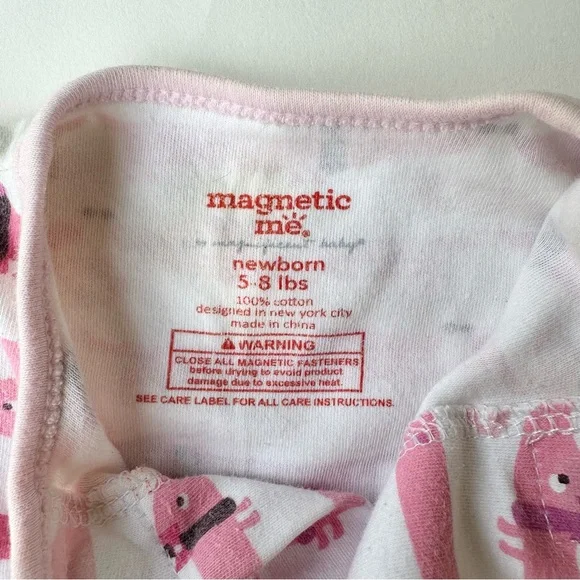 magnetic
mė®
by magnificent™ baby®
newborn
5-8 lbs
100% cotton
designed in new york city
made in china
⚠ WARNING
CLOSE ALL MAGNETIC FASTENERS
before drying to avoid product
damage due to excessive heat.
SEE CARE LABEL FOR ALL CARE INSTRUCTIONS.